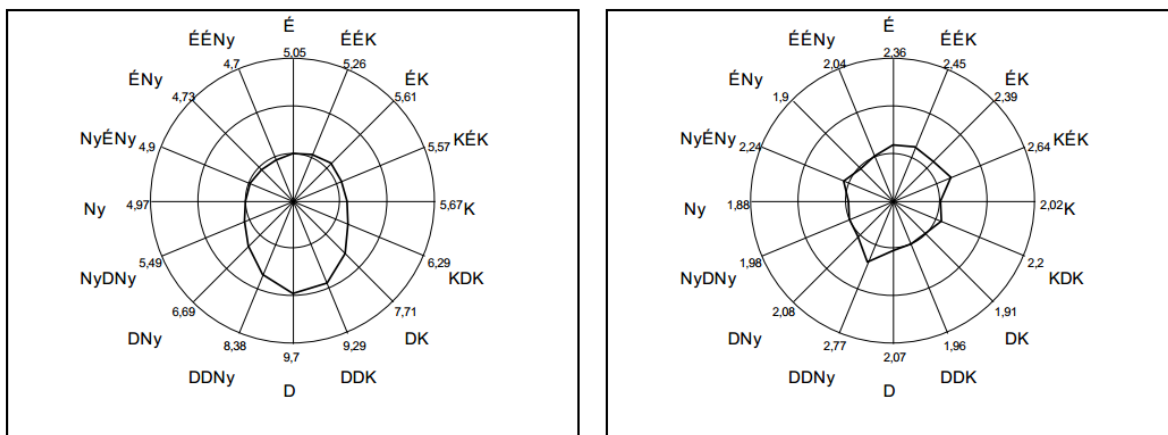 É
ÉÉNy ÉÉK
5,05
4,7 5,26
ÉNy ÉK
4,73 5,61
NyÉNy KÉK
4,9 5,57
Ny 4,97 5,67 K
5,49 6,29
NyDNy KDK
6,69 7,71
DNy DK
8,38 9,29
9,7
DDNy DDK
D
É
ÉÉNy ÉÉK
2,36
2,04 2,45
ÉNy ÉK
1,9 2,39
NyÉNy KÉK
2,24 2,64
Ny 1,88 2,02 K
1,98 2,2
NyDNy KDK
2,08 1,91
DNy DK
2,77 1,96
2,07
DDNy DDK
D